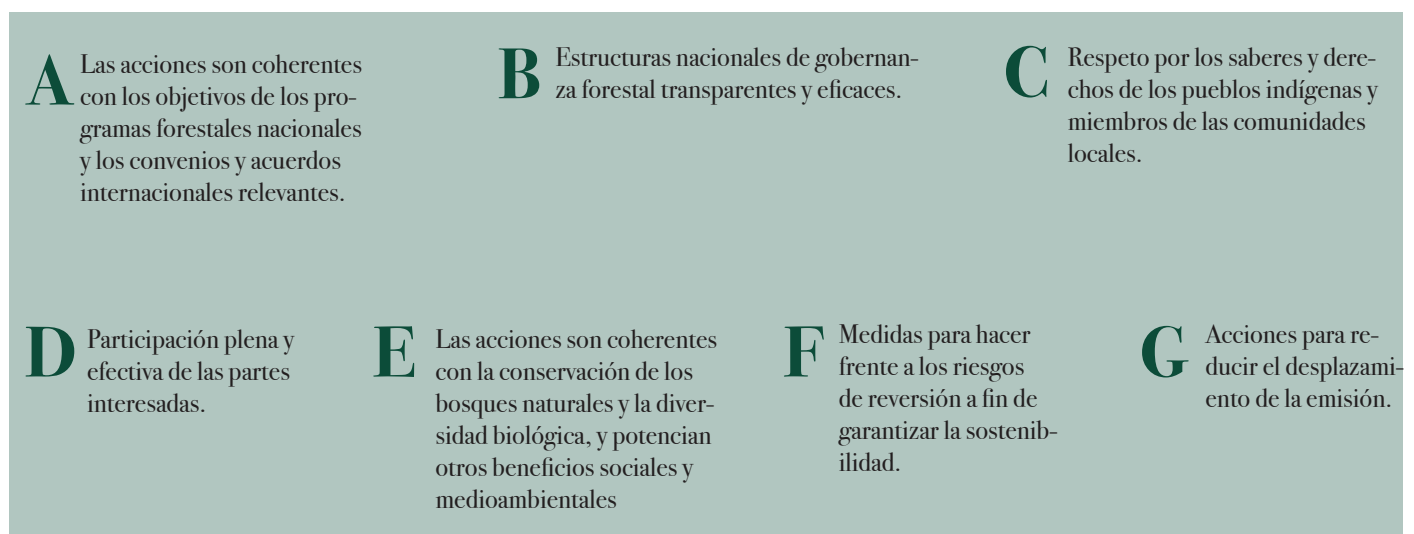 A Las acciones son coherentes
con los objetivos de los pro-
gramas forestales nacionales
y los convenios y acuerdos
internacionales relevantes.
B Estructuras nacionales de gobernan-
za forestal transparentes y eficaces.
C Respeto por los saberes y dere-
chos de los pueblos indígenas y
miembros de las comunidades
locales.
D Participación plena y
efectiva de las partes
interesadas.
E Las acciones son coherentes
con la conservación de los
bosques naturales y la diver-
sidad biológica, y potencian
otros beneficios sociales y
medioambientales
F Medidas para hacer
frente a los riesgos
de reversión a fin de
garantizar la sostenib-
ilidad.
G Acciones para re-
ducir el desplazami-
ento de la emisión.